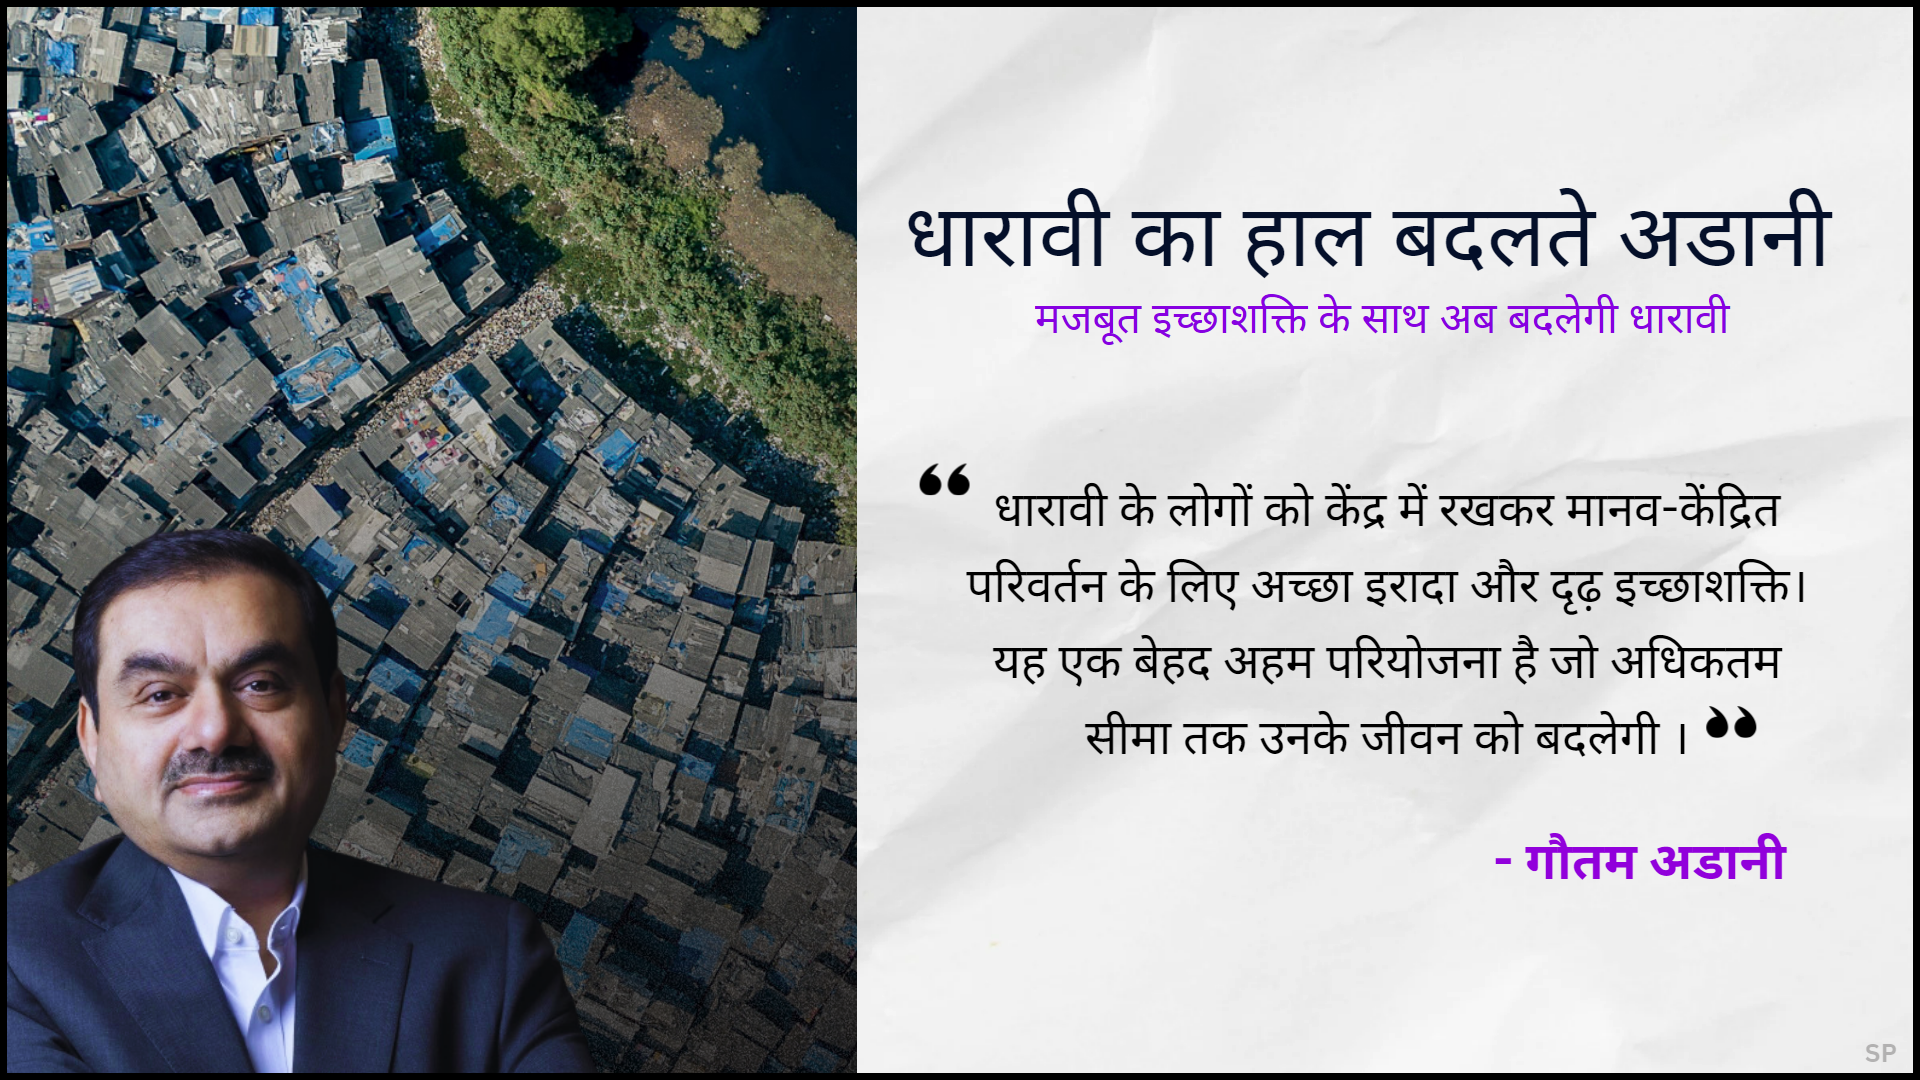 धारावी का हाल बदलते अडानी
मजबूत इच्छाशक्ति के साथ अब बदलेगी धारावी
❝ धारावी के लोगों को केंद्र में रखकर मानव-केंद्रित
परिवर्तन के लिए अच्छा इरादा और दृढ़ इच्छाशक्ति।
यह एक बेहद अहम परियोजना है जो अधिकतम
सीमा तक उनके जीवन को बदलेगी । ❞
- गौतम अडानी
SP